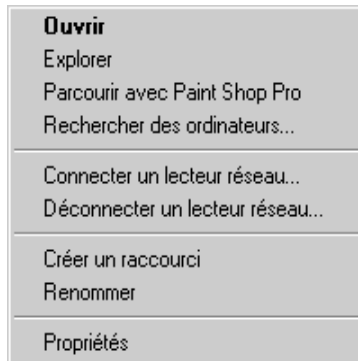 Ouvrir
Explorer
Parcourir avec Paint Shop Pro
Rechercher des ordinateurs...
Connecter un lecteur réseau...
Déconnecter un lecteur réseau...
Créer un raccourci
Renommer
Propriétés